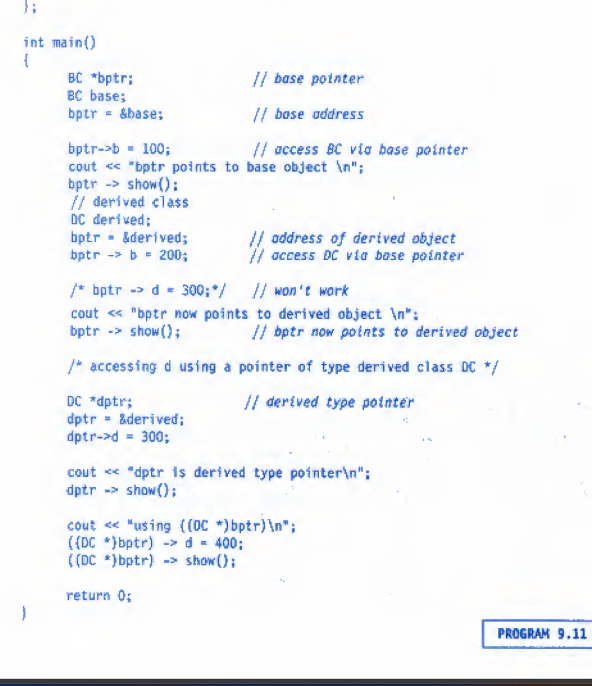 };
int main()
{
BC *bptr; // base pointer
BC base;
bptr = &base; // base address
bptr->b = 100; // access BC via base pointer
cout << "bptr points to base object \n";
bptr -> show();
// derived class
DC derived;
bptr = &derived; // address of derived object
bptr -> b = 200; // access DC via base pointer
/* bptr -> d = 300;*/ // won't work
cout << "bptr now points to derived object \n";
bptr -> show(); // bptr now points to derived object
/* accessing d using a pointer of type derived class DC */
DC *dptr; // derived type pointer
dptr = &derived;
dptr->d = 300;
cout << "dptr is derived type pointer\n";
dptr -> show();
cout << "using ((DC *)bptr)\n";
((DC *)bptr) -> d = 400;
((DC *)bptr) -> show();
return 0;
}
PROGRAM 9.11